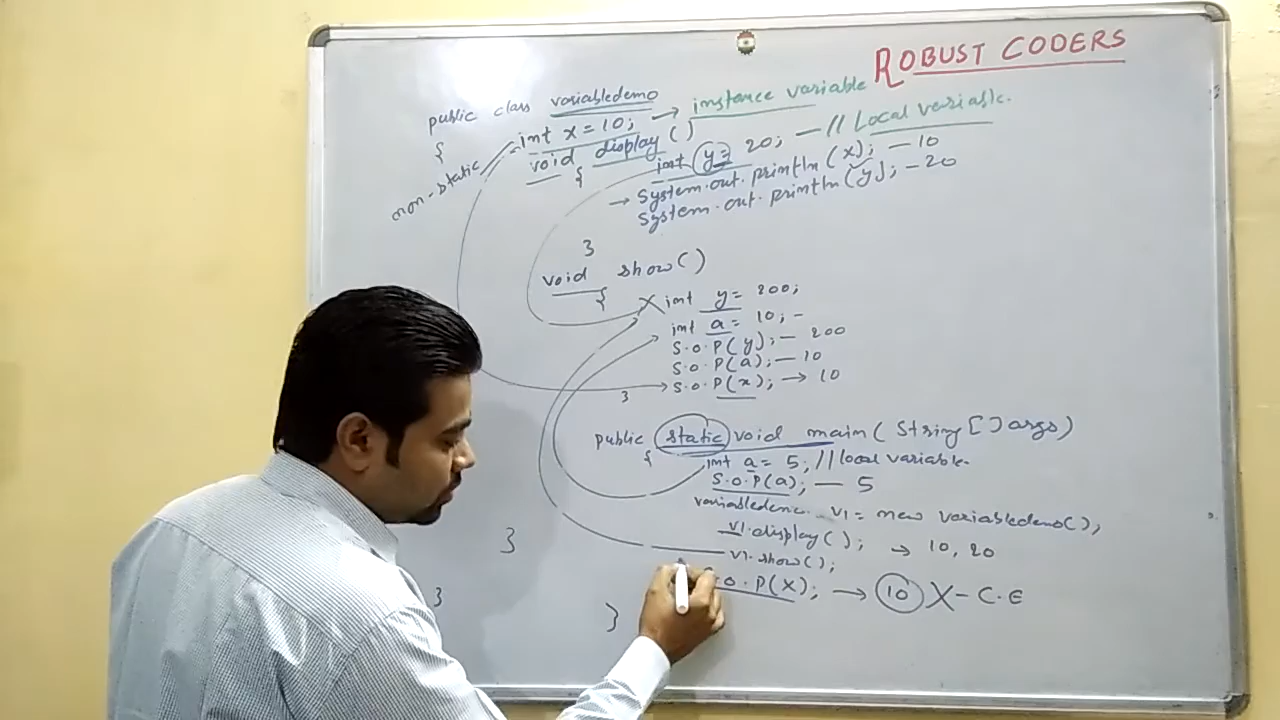 ROBUST CODERS
public class variabledemo
{ int x = 10; → instance variable
non-static
void display()
{ int y = 20; — // Local variable.
→ System.out.println(x); — 10
System.out.println(y); — 20
}
void show()
{ X int y = 200;
int a = 10; -
S.O.P(y); — 200
S.O.P(a); — 10
S.O.P(x); → 10
}
public static void main(String []args)
{ int a = 5; // local variable.
S.O.P(a); — 5
variabledemo v1 = new variabledemo();
v1.display(); → 10, 20
v1.show();
S.O.P(X); → 10 X - C.E
}
}
}